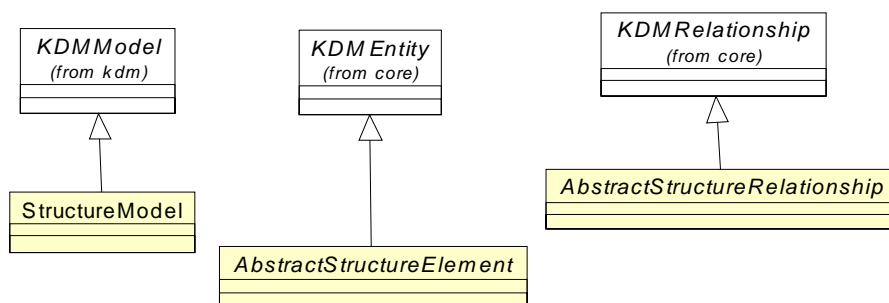 KDMModel
(from kdm)
KDMEntity
(from core)
KDMRelationship
(from core)
StructureModel
AbstractStructureElement
AbstractStructureRelationship